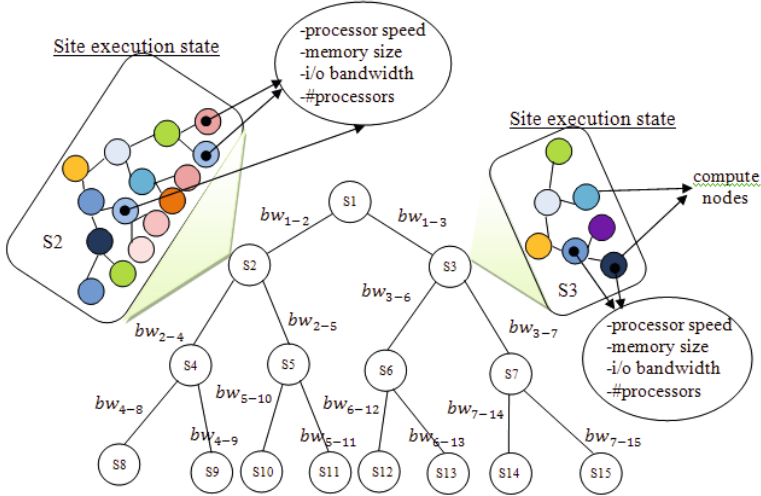 Site execution state
-processor speed
-memory size
-i/o bandwidth
-#processors
Site execution state
compute
nodes
S2
S3
S1
bw1−2
bw1−3
S2
S3
bw2−4
bw2−5
bw3−6
bw3−7
-processor speed
-memory size
-i/o bandwidth
-#processors
S4
S5
S6
S7
bw4−8
bw4−9
bw5−10
bw5−11
bw6−12
bw6−13
bw7−14
bw7−15
S8
S9
S10
S11
S12
S13
S14
S15